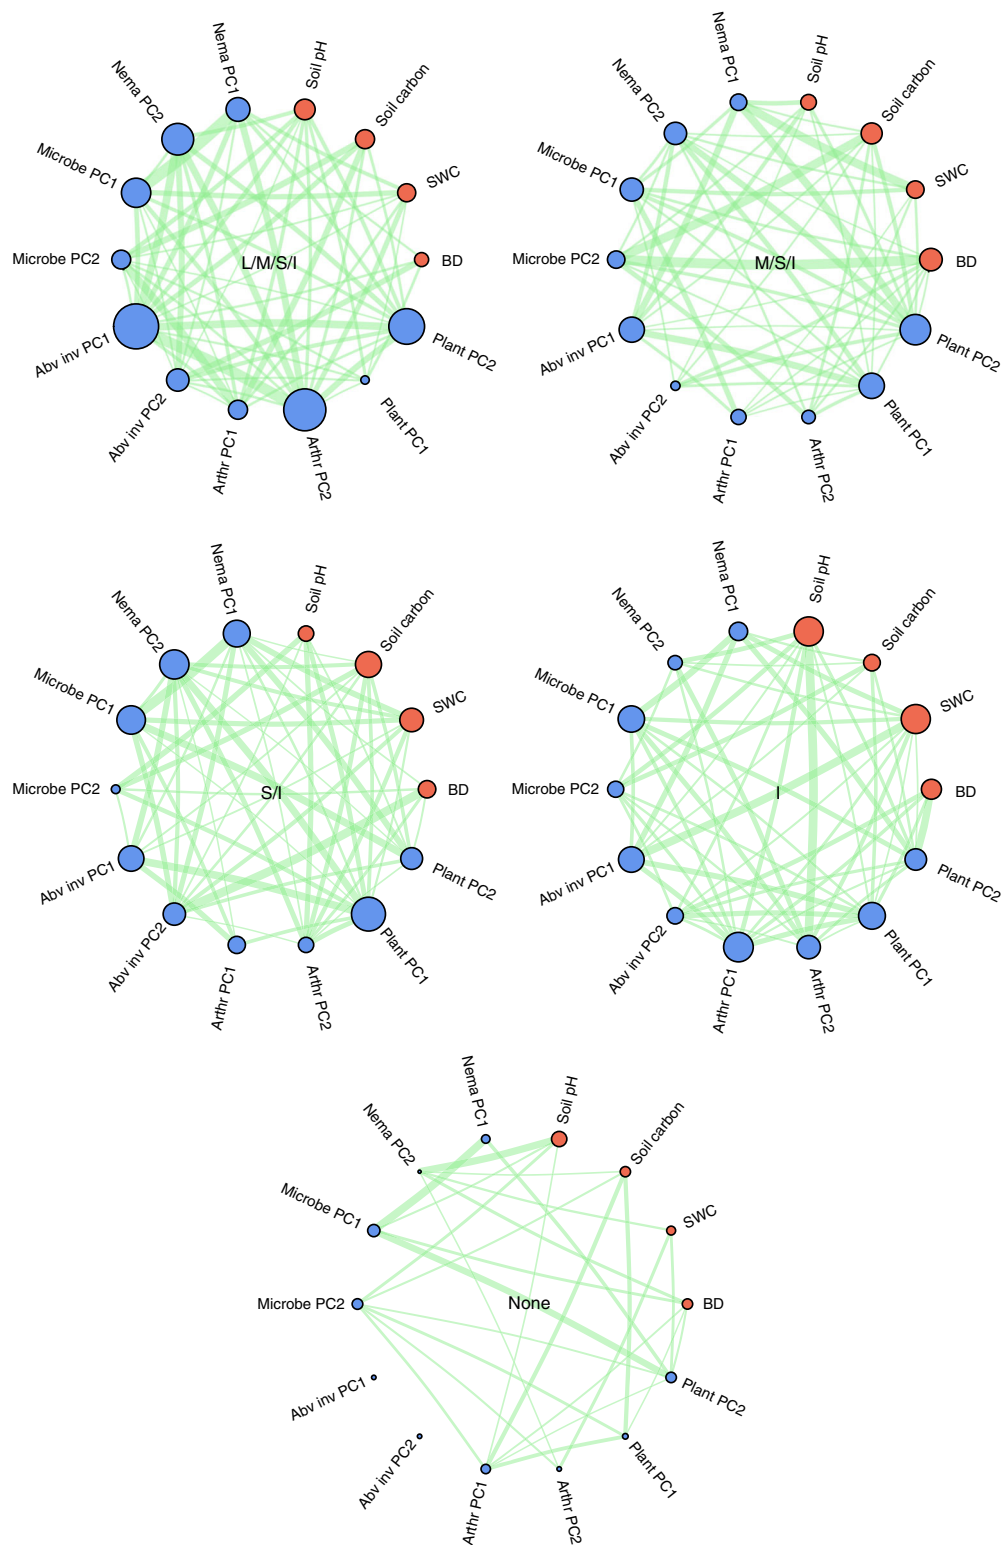 Nema PC1
Soil pH
Nema PC2
Soil carbon
Microbe PC1
SWC
Microbe PC2
L/M/S/I
BD
Abv inv PC1
Plant PC2
Abv inv PC2
Plant PC1
Arthr PC1
Arthr PC2
Nema PC1
Soil pH
Nema PC2
Soil carbon
Microbe PC1
SWC
Microbe PC2
M/S/I
BD
Abv inv PC1
Plant PC2
Abv inv PC2
Plant PC1
Arthr PC1
Arthr PC2
Nema PC1
Soil pH
Nema PC2
Soil carbon
Microbe PC1
SWC
Microbe PC2
S/I
BD
Abv inv PC1
Plant PC2
Abv inv PC2
Plant PC1
Arthr PC1
Arthr PC2
Nema PC1
Soil pH
Nema PC2
Soil carbon
Microbe PC1
SWC
Microbe PC2
I
BD
Abv inv PC1
Plant PC2
Abv inv PC2
Plant PC1
Arthr PC1
Arthr PC2
Nema PC1
Soil pH
Nema PC2
Soil carbon
Microbe PC1
SWC
Microbe PC2
None
BD
Abv inv PC1
Plant PC2
Abv inv PC2
Plant PC1
Arthr PC1
Arthr PC2